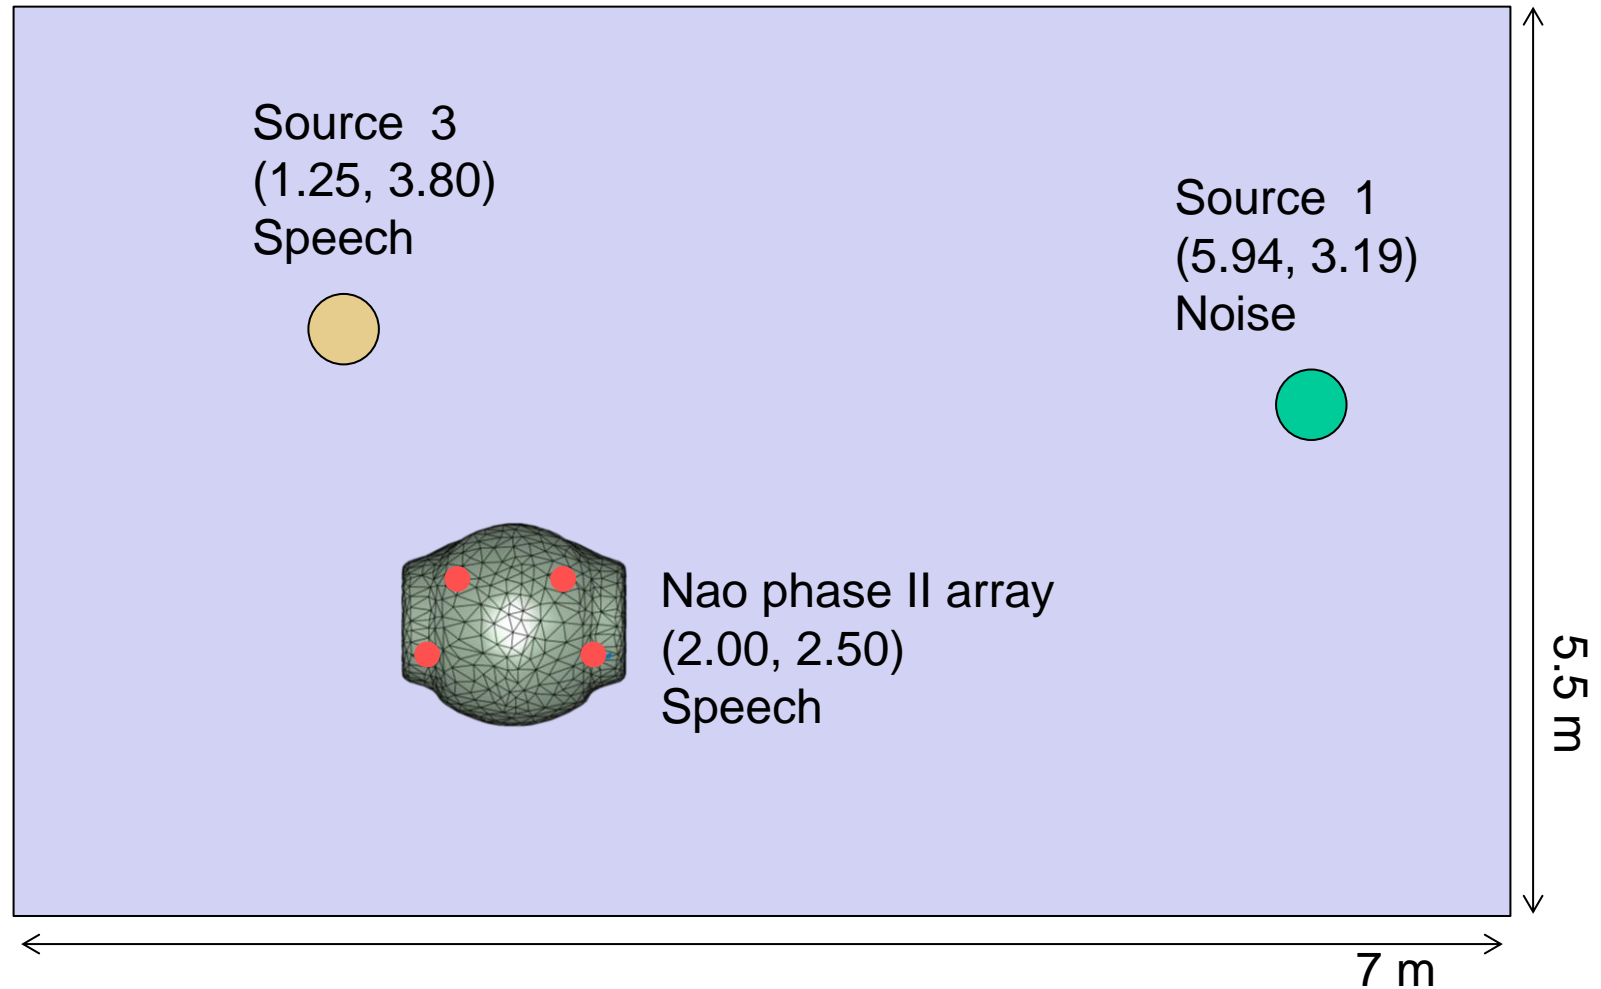 Source 3
(1.25, 3.80)
Speech
Source 1
(5.94, 3.19)
Noise
Nao phase II array
(2.00, 2.50)
Speech
5.5 m
7 m